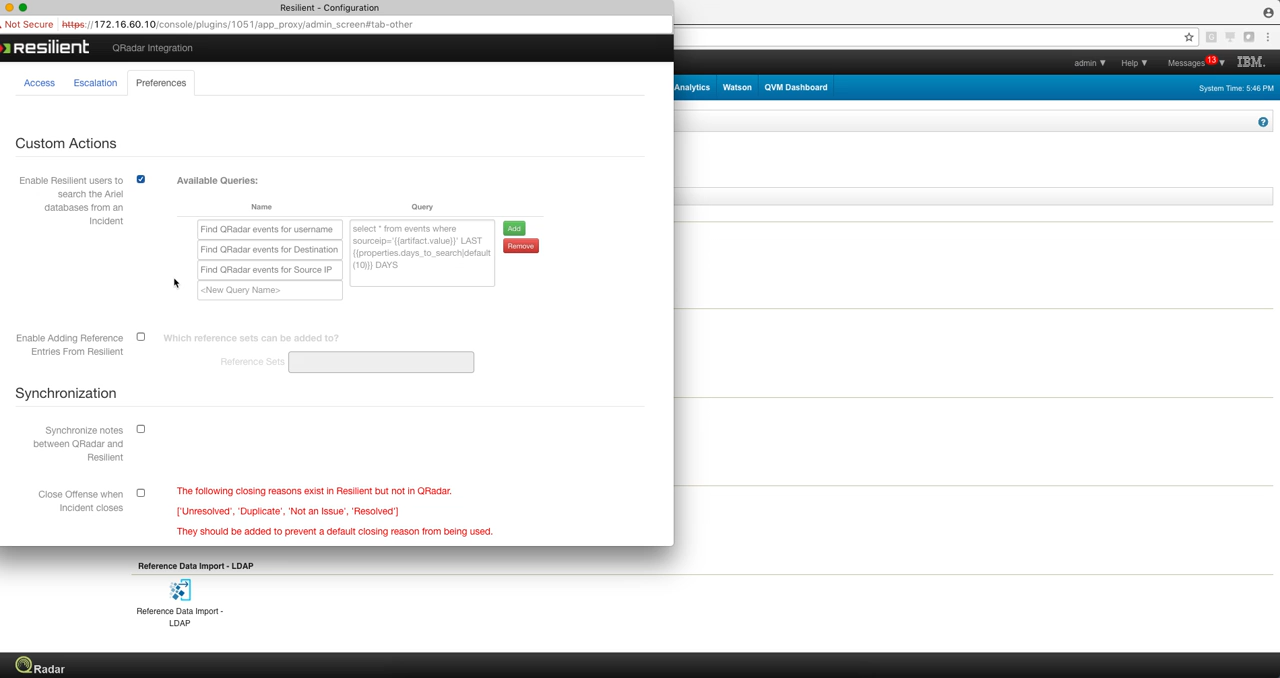 Resilient - Configuration
Not Secure https://172.16.60.10/console/plugins/1051/app_proxy/admin_screen#tab-other
resilient QRadar Integration
admin ▼ Help ▼ Messages 13 ▼ IBM.
Analytics Watson QVM Dashboard System Time: 5:46 PM
Access Escalation Preferences
Custom Actions
Enable Resilient users to
search the Ariel
databases from an
Incident
Available Queries:
Name Query
Find QRadar events for username
Find QRadar events for Destination
Find QRadar events for Source IP
<New Query Name>
select * from events where
sourceip='{{artifact.value}}' LAST
{{properties.days_to_search|default
(10)}} DAYS
Add
Remove
Enable Adding Reference
Entries From Resilient
Which reference sets can be added to?
Reference Sets
Synchronization
Synchronize notes
between QRadar and
Resilient
Close Offense when
Incident closes
The following closing reasons exist in Resilient but not in QRadar.
['Unresolved', 'Duplicate', 'Not an Issue', 'Resolved']
They should be added to prevent a default closing reason from being used.
Reference Data Import - LDAP
Reference Data Import -
LDAP
QRadar